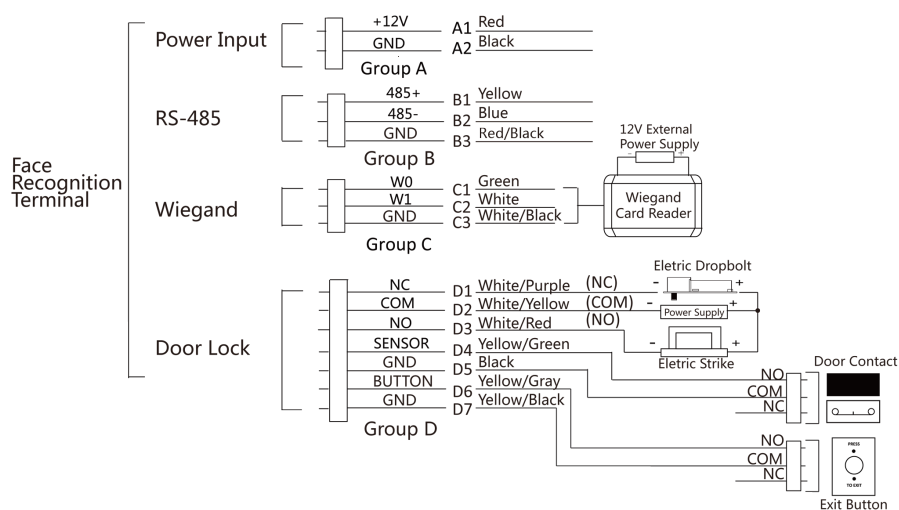 Face
Recognition
Terminal
Power Input
+12V A1 Red
GND A2 Black
Group A
RS-485
485+ B1 Yellow
485- B2 Blue
GND B3 Red/Black
Group B
12V External
Power Supply
- +
Wiegand
W0 C1 Green
W1 C2 White
GND C3 White/Black
Group C
Wiegand
Card Reader
Door Lock
Eletric Dropbolt
NC D1 White/Purple (NC) - +
COM D2 White/Yellow (COM) - Power Supply +
NO D3 White/Red (NO)
- +
Eletric Strike
SENSOR D4 Yellow/Green
GND D5 Black
BUTTON D6 Yellow/Gray
GND D7 Yellow/Black
Group D
Door Contact
NO
COM
NC
NO
COM
NC
PRESS
TO EXIT
Exit Button